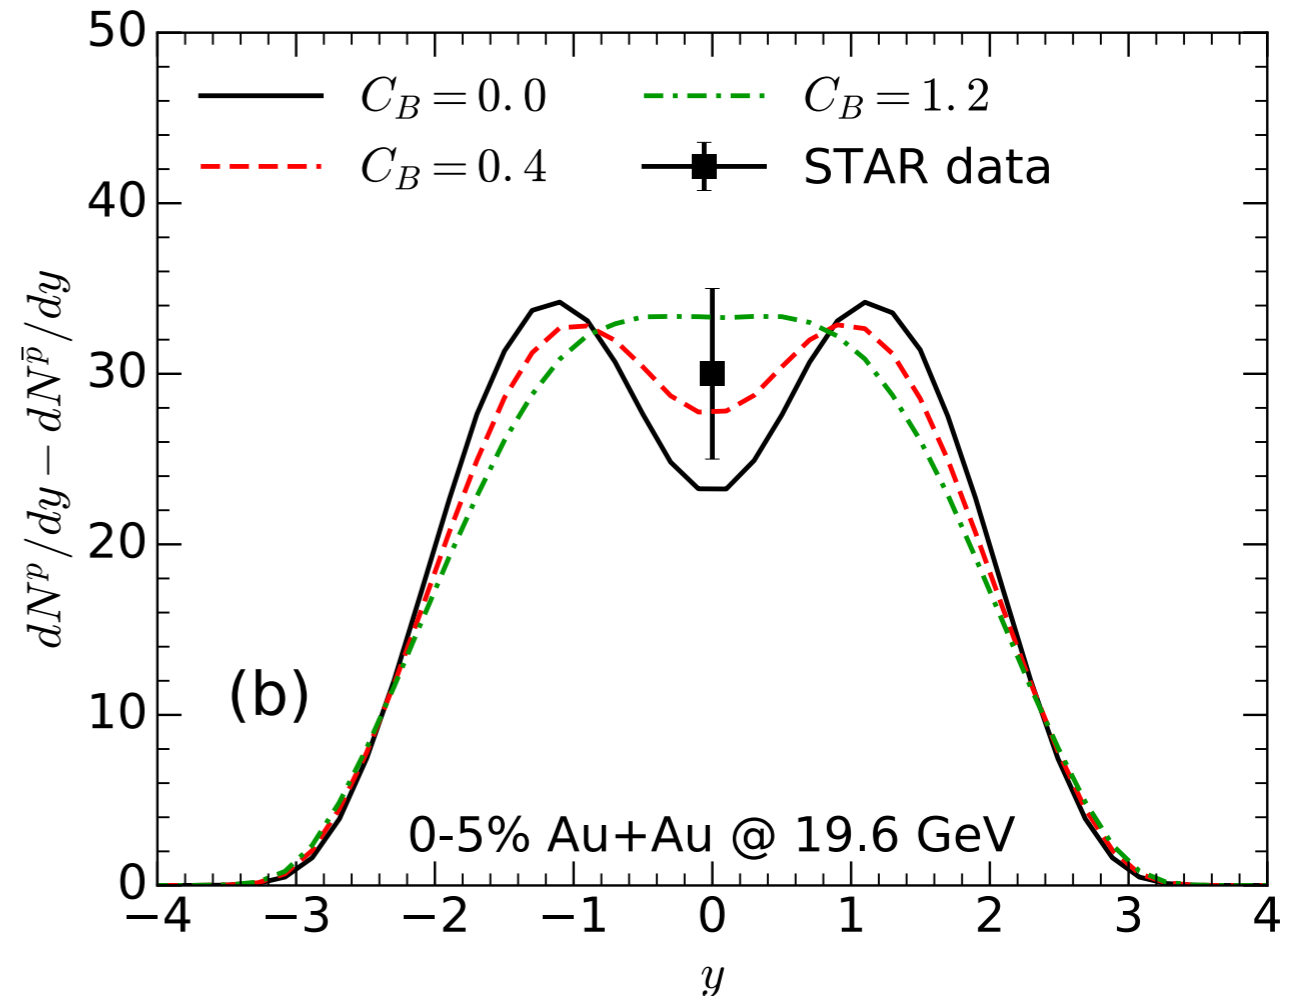 50
40
30
20
10
0
dN^p/dy − dN^p̄/dy
C_B = 0.0
C_B = 1.2
C_B = 0.4
STAR data
(b)
0-5% Au+Au @ 19.6 GeV
−4 −3 −2 −1 0 1 2 3 4
y